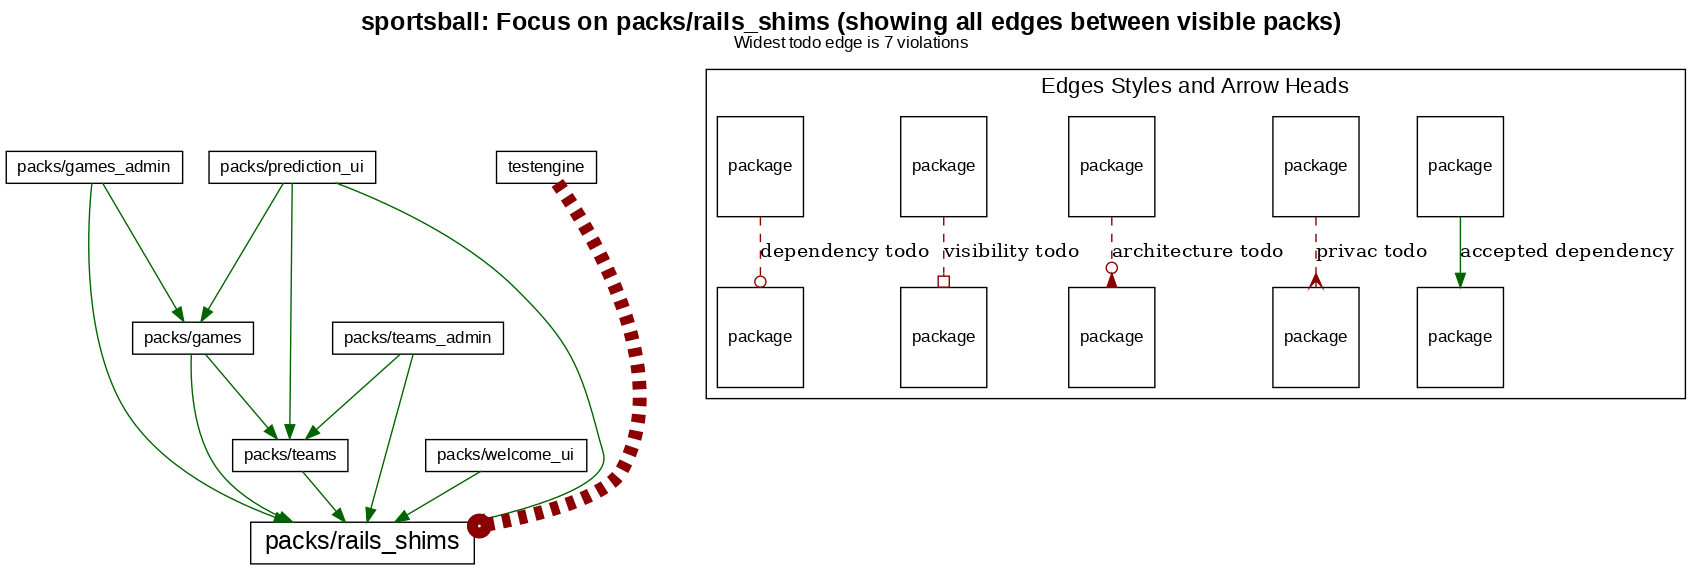 sportsball: Focus on packs/rails_shims (showing all edges between visible packs)
Widest todo edge is 7 violations
packs/games_admin
packs/prediction_ui
testengine
packs/games
packs/teams_admin
packs/teams
packs/welcome_ui
packs/rails_shims
Edges Styles and Arrow Heads
package
package
package
package
package
dependency todo
visibility todo
architecture todo
privac todo
accepted dependency
package
package
package
package
package